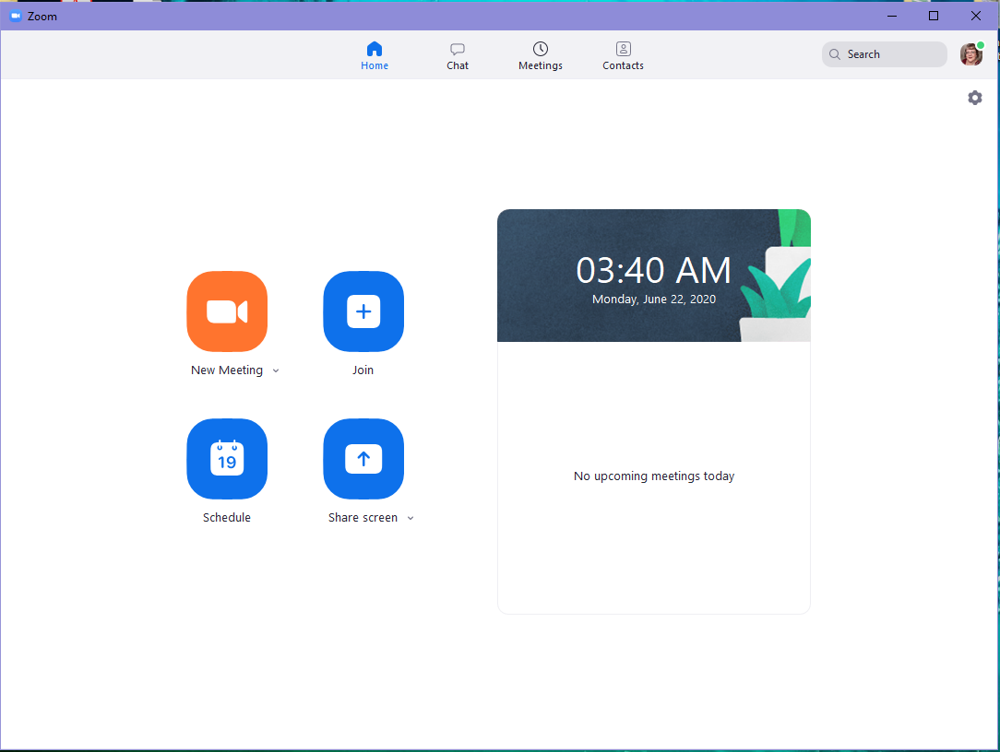 Zoom
Home
Chat
Meetings
Contacts
Search
03:40 AM
Monday, June 22, 2020
New Meeting
Join
19
Schedule
Share screen
No upcoming meetings today